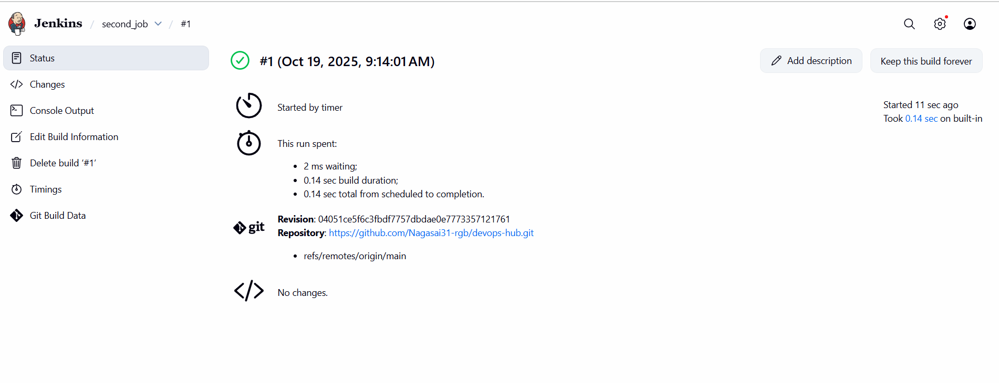 Jenkins / second_job / #1
Status
Changes
Console Output
Edit Build Information
Delete build ‘#1’
Timings
Git Build Data
#1 (Oct 19, 2025, 9:14:01 AM)
Add description
Keep this build forever
Started by timer
Started 11 sec ago
Took 0.14 sec on built-in
This run spent:
• 2 ms waiting;
• 0.14 sec build duration;
• 0.14 sec total from scheduled to completion.
git
Revision: 04051ce5f6c3fbdf7757dbdae0e7773357121761
Repository: https://github.com/Nagasai31-rgb/devops-hub.git
• refs/remotes/origin/main
No changes.